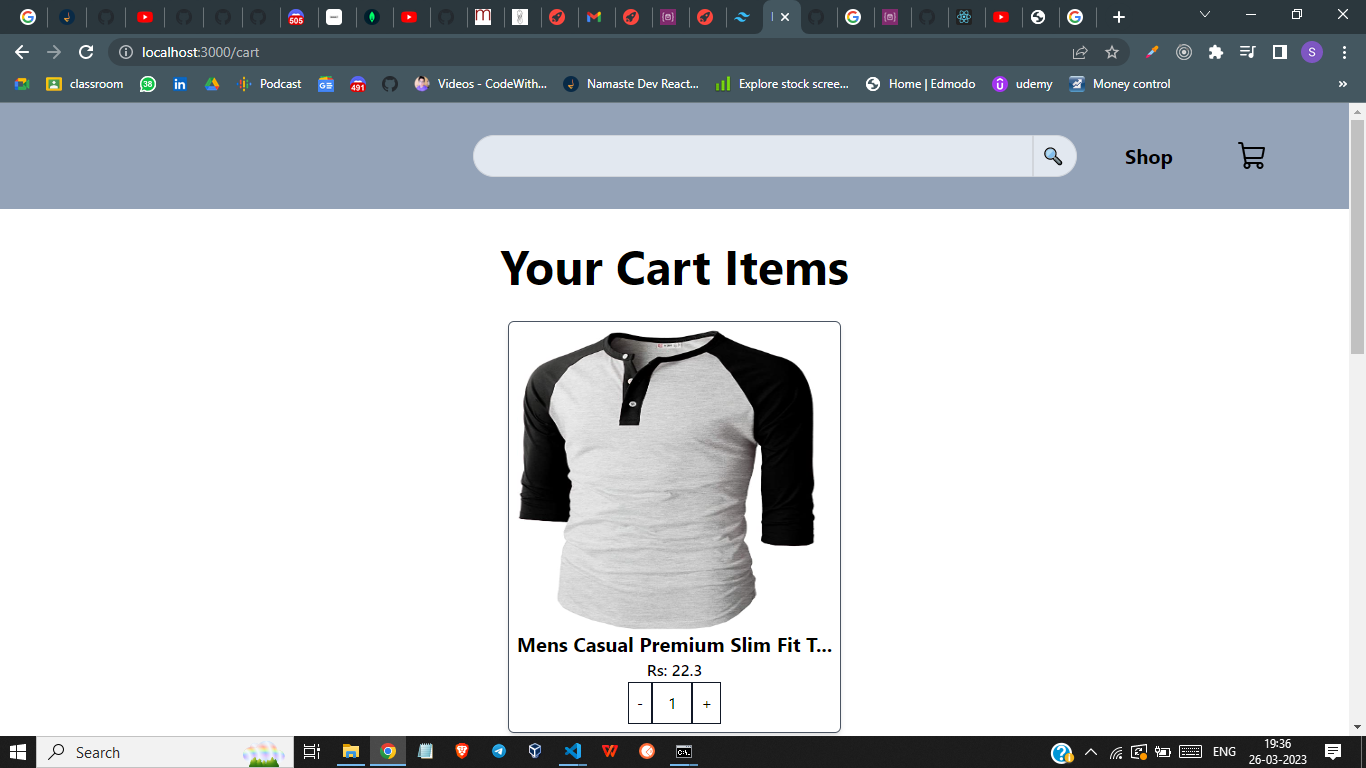 505
localhost:3000/cart
S
classroom
38
Podcast
491
Videos - CodeWith...
Namaste Dev React...
Explore stock scree...
Home | Edmodo
udemy
Money control
»
Shop
Your Cart Items
Mens Casual Premium Slim Fit T...
Rs: 22.3
- 1 +
Search
ENG
19:36
26-03-2023